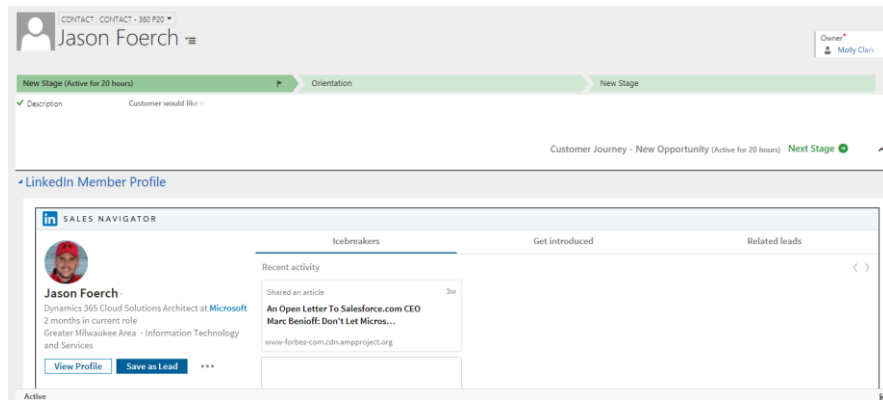 CONTACT : CONTACT - 360 P20
Jason Foerch
Owner*
Molly Clark
New Stage (Active for 20 hours)
Orientation
New Stage
Description
Customer would like
Customer Journey - New Opportunity (Active for 20 hours) Next Stage
LinkedIn Member Profile
in SALES NAVIGATOR
Icebreakers
Get introduced
Related leads
Recent activity
Jason Foerch
Dynamics 365 Cloud Solutions Architect at Microsoft
2 months in current role
Greater Milwaukee Area - Information Technology
and Services
View Profile
Save as Lead
Shared an article
3w
An Open Letter To Salesforce.com CEO
Marc Benioff: Don't Let Micros...
www-forbes-com.cdn.ampproject.org
Active